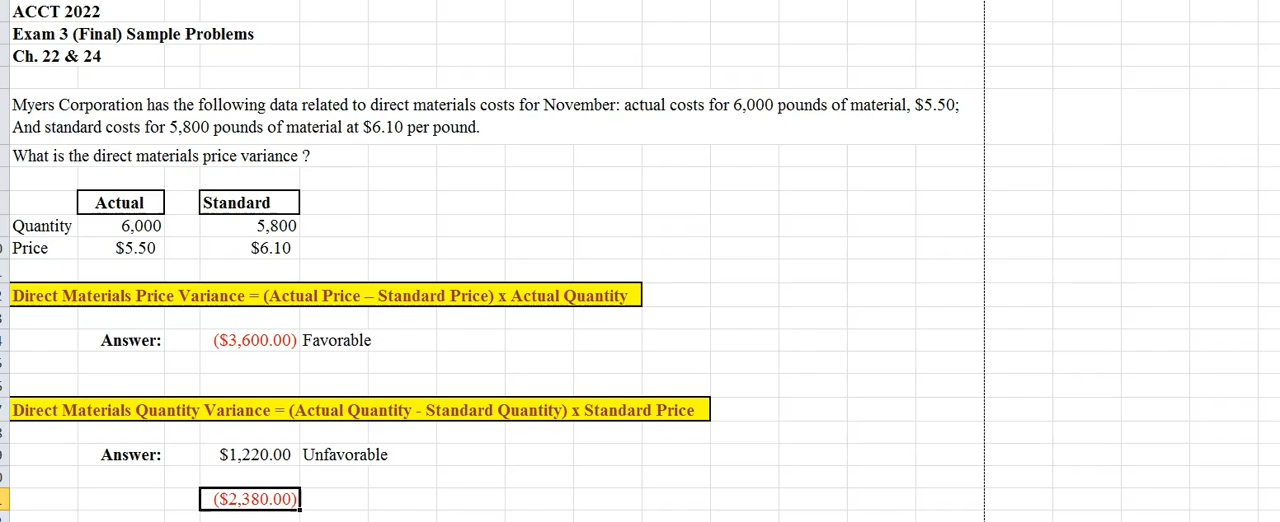 ACCT 2022
Exam 3 (Final) Sample Problems
Ch. 22 & 24
Myers Corporation has the following data related to direct materials costs for November: actual costs for 6,000 pounds of material, $5.50;
And standard costs for 5,800 pounds of material at $6.10 per pound.
What is the direct materials price variance ?
Actual Standard
Quantity 6,000 5,800
Price $5.50 $6.10
Direct Materials Price Variance = (Actual Price – Standard Price) x Actual Quantity
Answer: ($3,600.00) Favorable
Direct Materials Quantity Variance = (Actual Quantity - Standard Quantity) x Standard Price
Answer: $1,220.00 Unfavorable
($2,380.00)